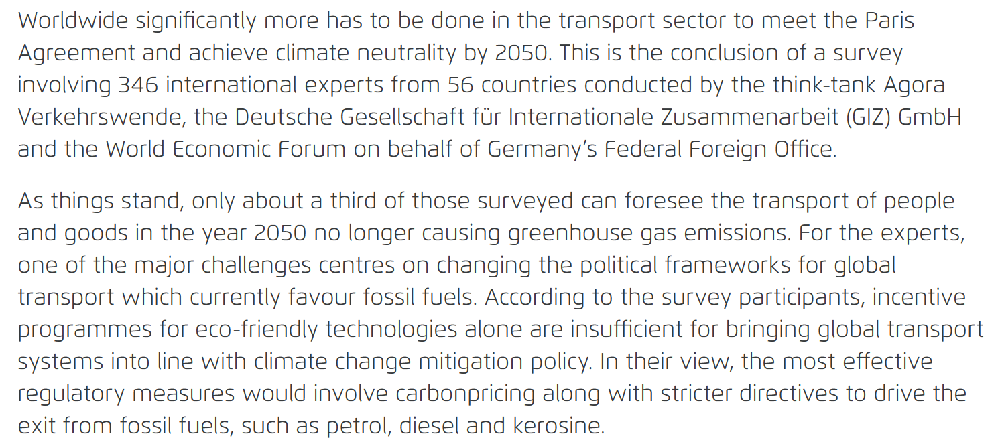 Worldwide significantly more has to be done in the transport sector to meet the Paris
Agreement and achieve climate neutrality by 2050. This is the conclusion of a survey
involving 346 international experts from 56 countries conducted by the think-tank Agora
Verkehrswende, the Deutsche Gesellschaft für Internationale Zusammenarbeit (GIZ) GmbH
and the World Economic Forum on behalf of Germany’s Federal Foreign Office.
As things stand, only about a third of those surveyed can foresee the transport of people
and goods in the year 2050 no longer causing greenhouse gas emissions. For the experts,
one of the major challenges centres on changing the political frameworks for global
transport which currently favour fossil fuels. According to the survey participants, incentive
programmes for eco-friendly technologies alone are insufficient for bringing global transport
systems into line with climate change mitigation policy. In their view, the most effective
regulatory measures would involve carbonpricing along with stricter directives to drive the
exit from fossil fuels, such as petrol, diesel and kerosine.